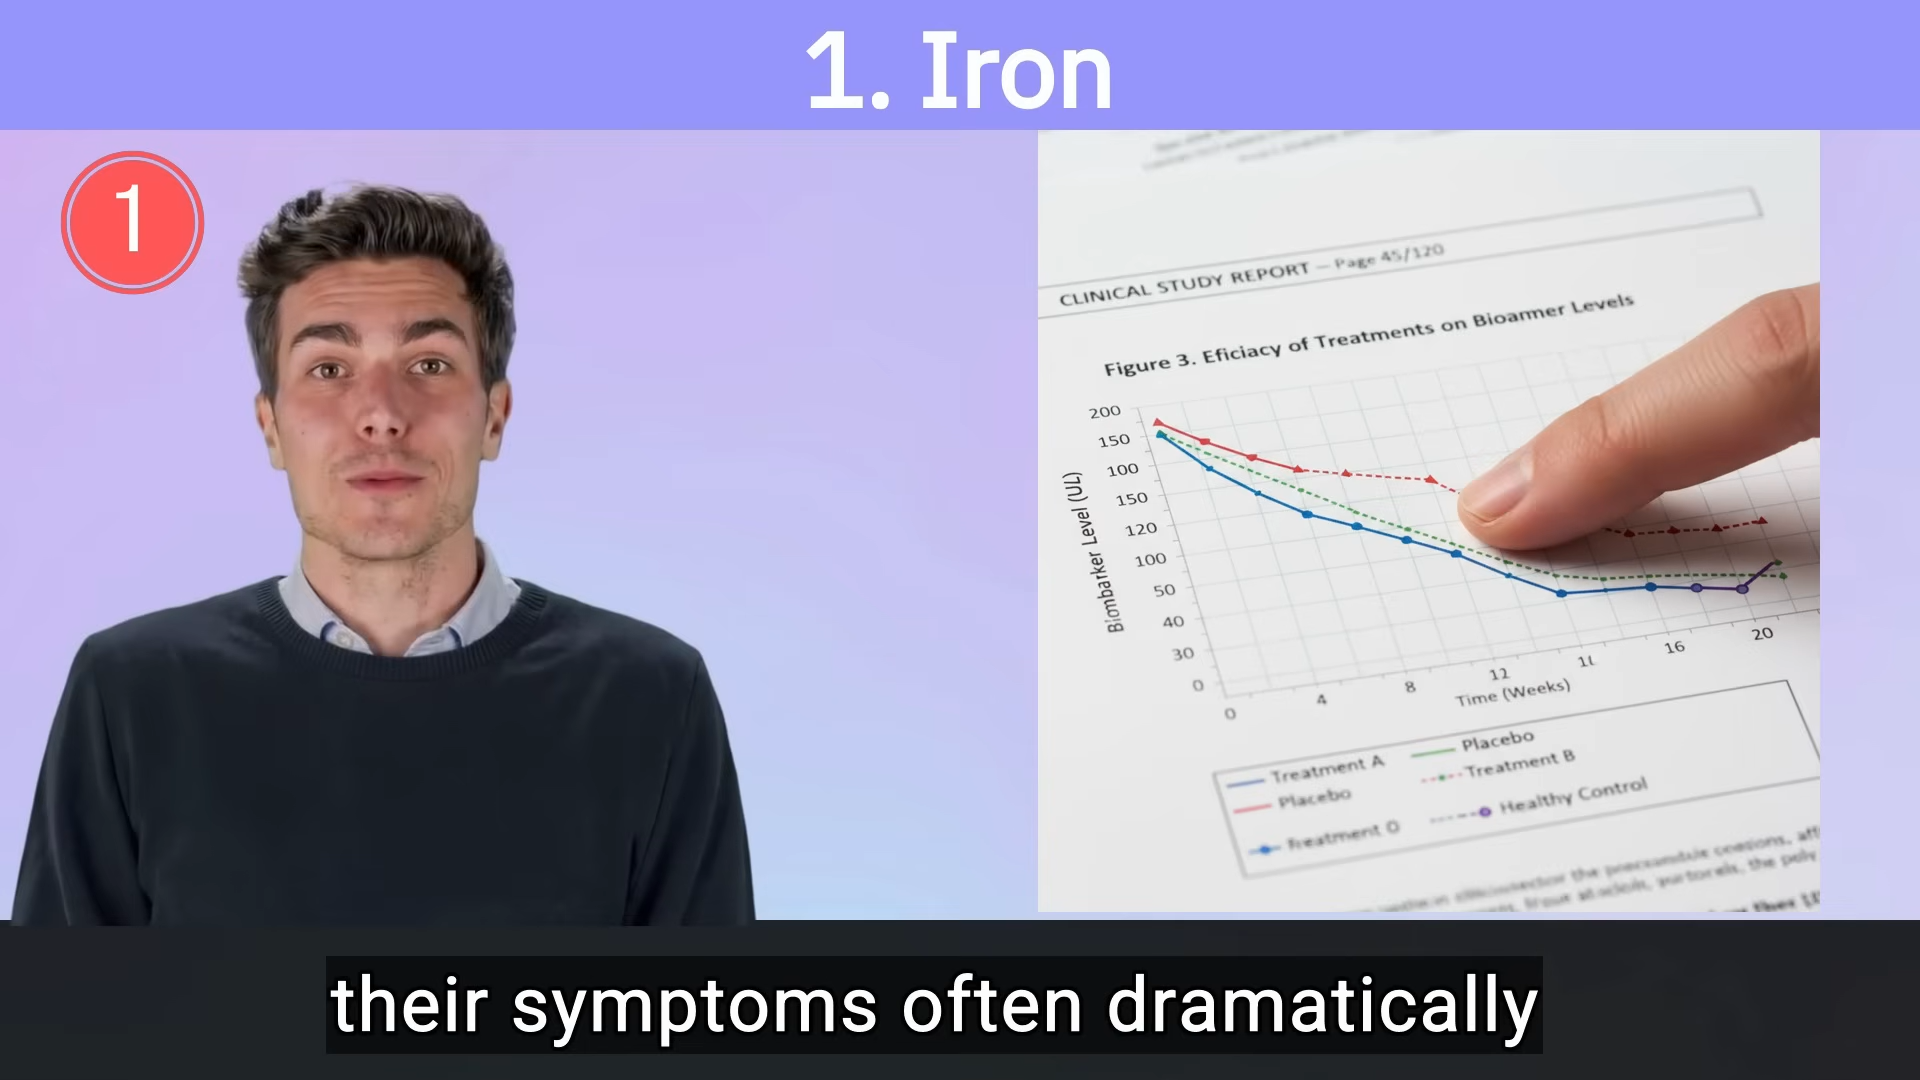 1. Iron
1
CLINICAL STUDY REPORT — Page 45/120
Figure 3. Eficiacy of Treatments on Bioarmer Levels
200
150
100
150
120
100
50
40
30
0
Biombarker Level (UL)
0
4
8
12
16
20
Time (Weeks)
Treatment A
Placebo
Placebo
Treatment B
Treatment O
Healthy Control
their symptoms often dramatically